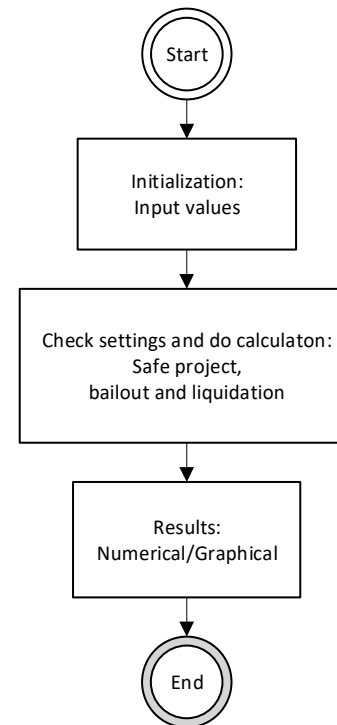 Start
Initialization:
Input values
Check settings and do calculaton:
Safe project,
bailout and liquidation
Results:
Numerical/Graphical
End